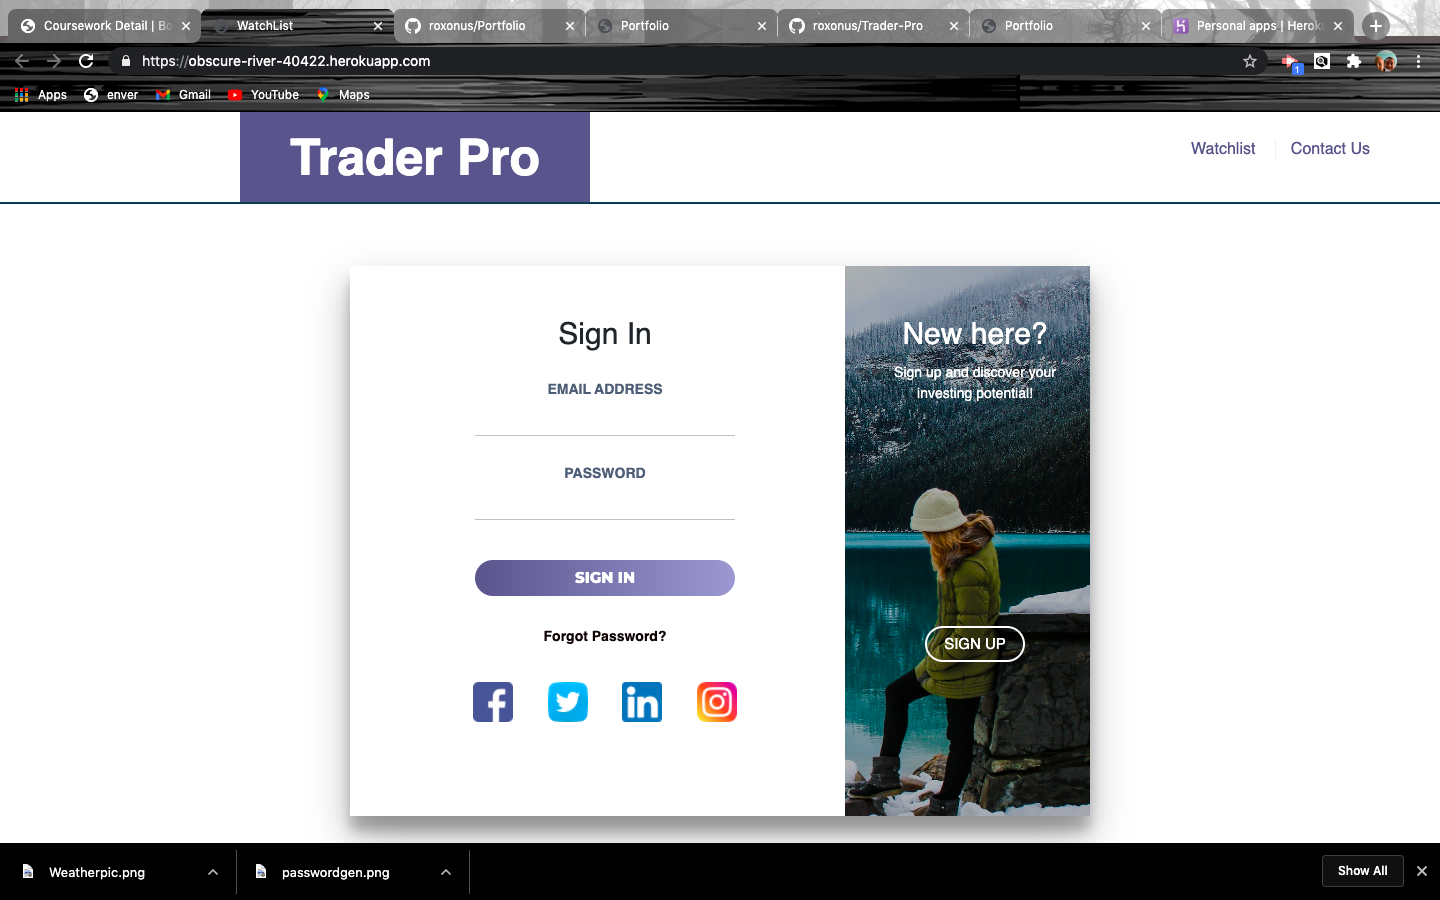 Coursework Detail | Bo
WatchList
roxonus/Portfolio
Portfolio
roxonus/Trader-Pro
Portfolio
Personal apps | Herok
https://obscure-river-40422.herokuapp.com
1
Apps
enver
Gmail
YouTube
Maps
Trader Pro
Watchlist
Contact Us
Sign In
EMAIL ADDRESS
PASSWORD
SIGN IN
Forgot Password?
New here?
Sign up and discover your
investing potential!
SIGN UP
Weatherpic.png
passwordgen.png
Show All